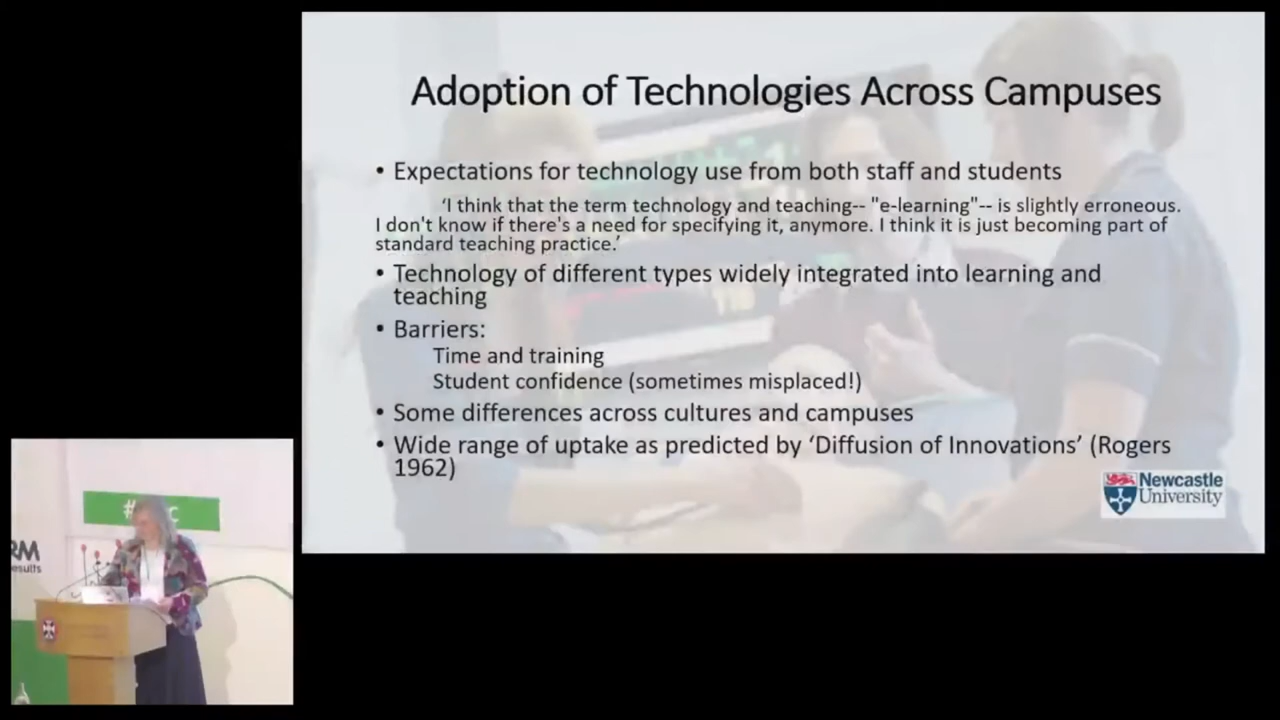 Adoption of Technologies Across Campuses
• Expectations for technology use from both staff and students
‘I think that the term technology and teaching-- "e-learning"-- is slightly erroneous.
I don't know if there's a need for specifying it, anymore. I think it is just becoming part of
standard teaching practice.’
• Technology of different types widely integrated into learning and
teaching
• Barriers:
Time and training
Student confidence (sometimes misplaced!)
• Some differences across cultures and campuses
• Wide range of uptake as predicted by ‘Diffusion of Innovations’ (Rogers
1962)
Newcastle
University